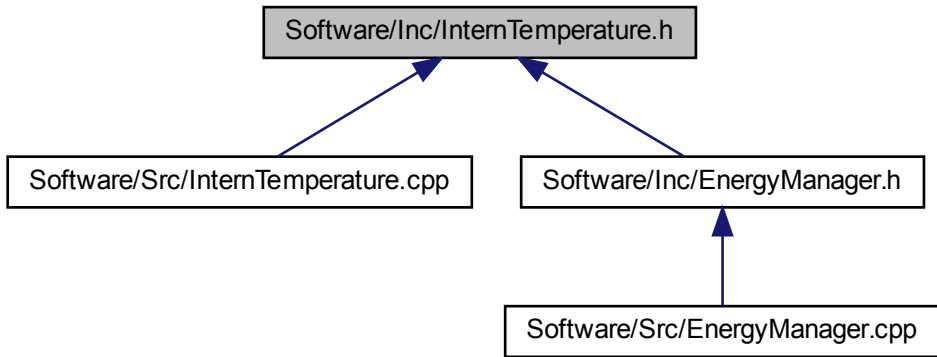 Software/Inc/InternTemperature.h
Software/Src/InternTemperature.cpp
Software/Inc/EnergyManager.h
Software/Src/EnergyManager.cpp